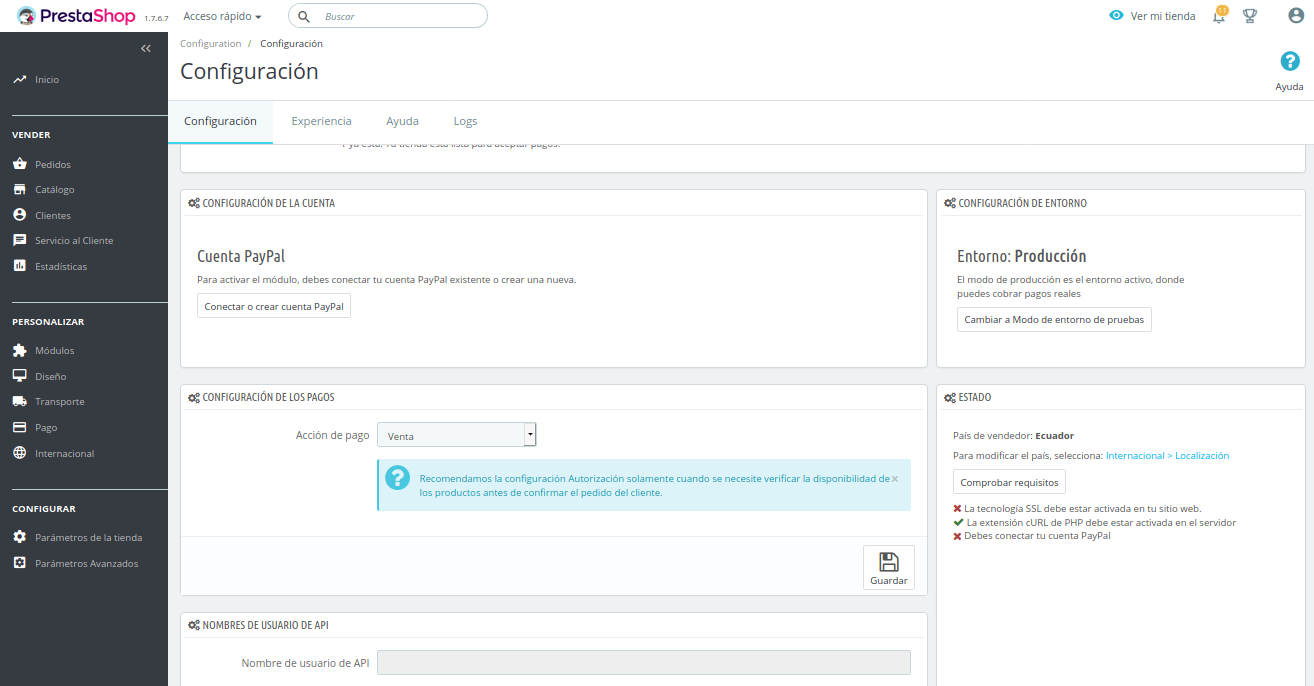 PrestaShop 1.7.6.7 Acceso rápido Buscar Ver mi tienda 11
Configuration / Configuración
Configuración
Ayuda
Configuración Experiencia Ayuda Logs
Inicio
VENDER
Pedidos
Catálogo
Clientes
Servicio al Cliente
Estadísticas
PERSONALIZAR
Módulos
Diseño
Transporte
Pago
Internacional
CONFIGURAR
Parámetros de la tienda
Parámetros Avanzados
Y ya está! Tu tienda está lista para aceptar pagos.
CONFIGURACIÓN DE LA CUENTA
Cuenta PayPal
Para activar el módulo, debes conectar tu cuenta PayPal existente o crear una nueva.
Conectar o crear cuenta PayPal
CONFIGURACIÓN DE ENTORNO
Entorno: Producción
El modo de producción es el entorno activo, donde
puedes cobrar pagos reales
Cambiar a Modo de entorno de pruebas
CONFIGURACIÓN DE LOS PAGOS
Acción de pago Venta
Recomendamos la configuración Autorización solamente cuando se necesite verificar la disponibilidad de
los productos antes de confirmar el pedido del cliente.
Guardar
ESTADO
País de vendedor: Ecuador
Para modificar el país, selecciona: Internacional > Localización
Comprobar requisitos
La tecnología SSL debe estar activada en tu sitio web.
La extensión cURL de PHP debe estar activada en el servidor
Debes conectar tu cuenta PayPal
NOMBRES DE USUARIO DE API
Nombre de usuario de API